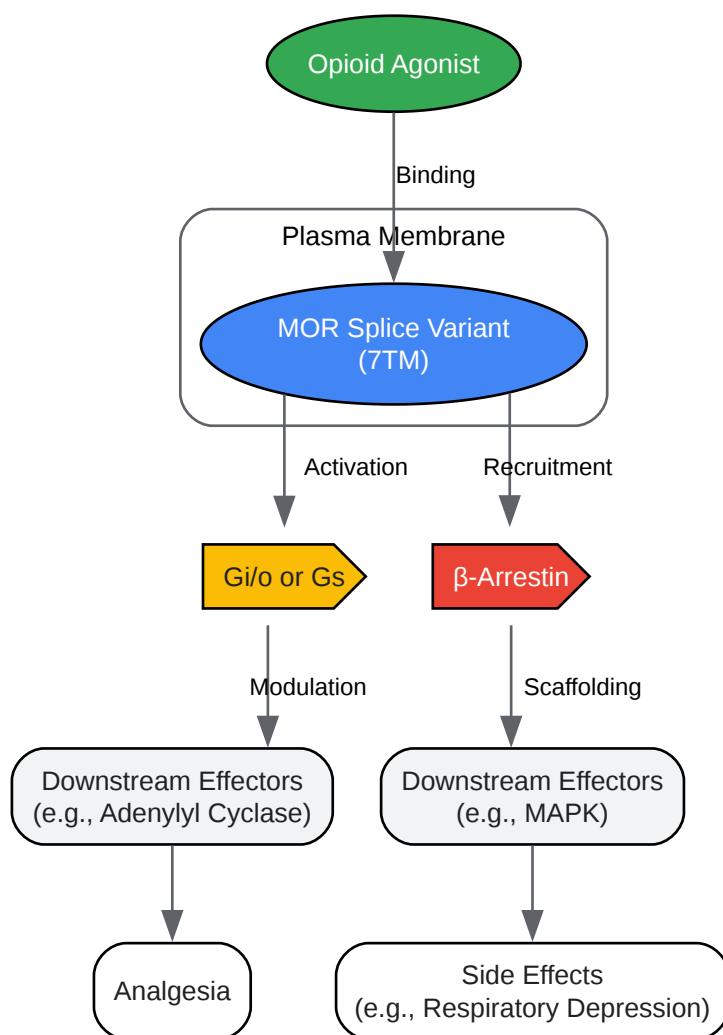 Opioid Agonist
Binding
Plasma Membrane
MOR Splice Variant
(7TM)
Activation
Recruitment
Gi/o or Gs
β-Arrestin
Modulation
Scaffolding
Downstream Effectors
(e.g., Adenylyl Cyclase)
Downstream Effectors
(e.g., MAPK)
Analgesia
Side Effects
(e.g., Respiratory Depression)